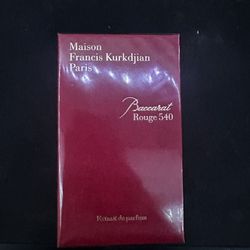 Maison
Francis Kurkdjian
Paris
Baccarat
Rouge 540
Extrait de parfum